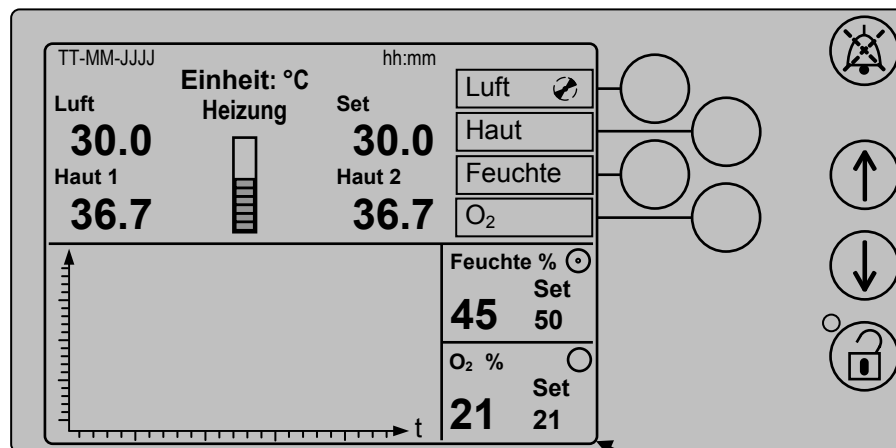 TT-MM-JJJJ hh:mm
Einheit: °C
Luft Heizung Set
30.0 30.0
Haut 1 Haut 2
36.7 36.7
Luft
Haut
Feuchte
O₂
Feuchte %
Set
45 50
O₂ %
Set
21 21
t